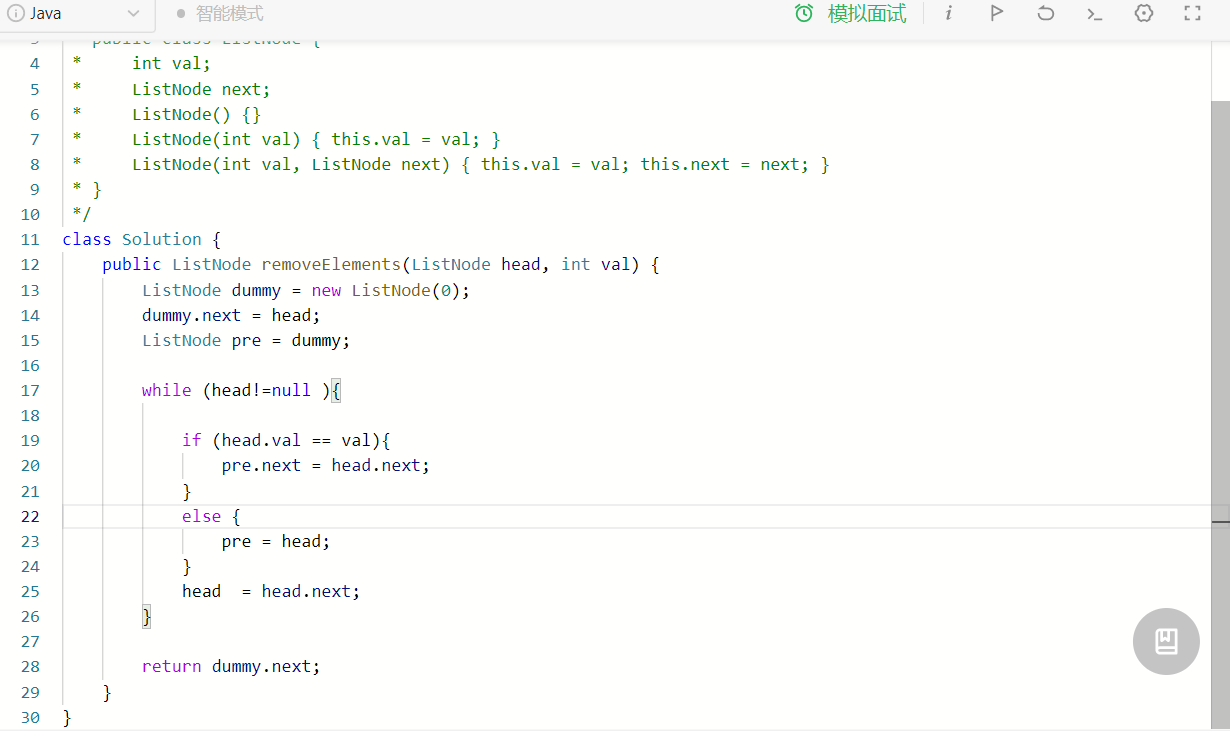 Java 智能模式 模拟面试
3 public class ListNode {
4 * int val;
5 * ListNode next;
6 * ListNode() {}
7 * ListNode(int val) { this.val = val; }
8 * ListNode(int val, ListNode next) { this.val = val; this.next = next; }
9 * }
10 */
11 class Solution {
12 public ListNode removeElements(ListNode head, int val) {
13 ListNode dummy = new ListNode(0);
14 dummy.next = head;
15 ListNode pre = dummy;
16
17 while (head!=null ){
18
19 if (head.val == val){
20 pre.next = head.next;
21 }
22 else {
23 pre = head;
24 }
25 head  = head.next;
26 }
27
28 return dummy.next;
29 }
30 }